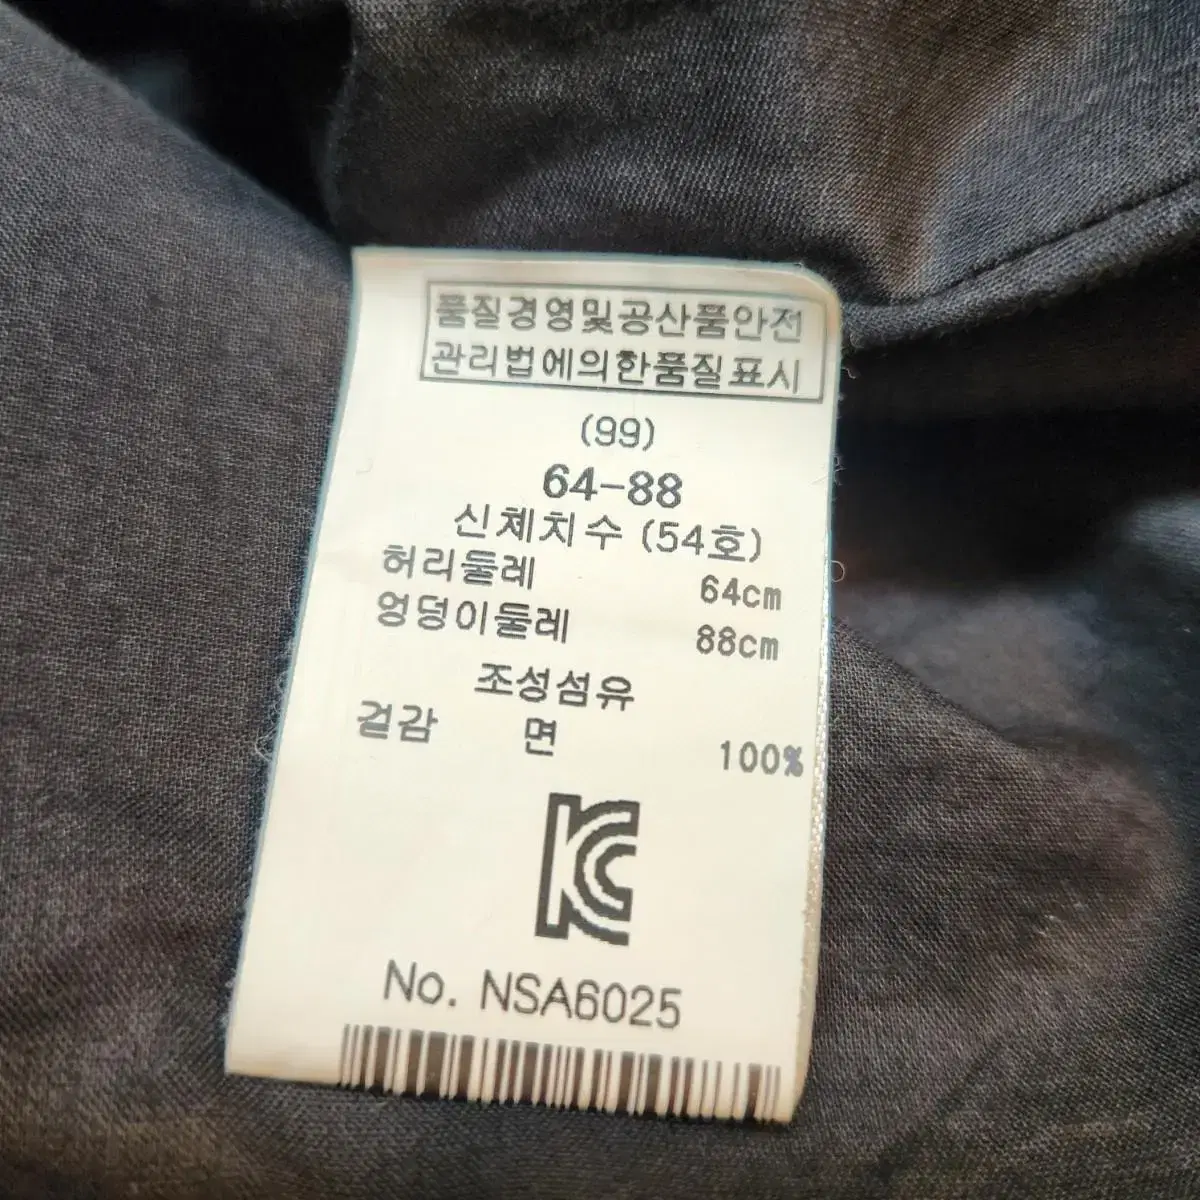 품질경영및공산품안전
관리법에의한품질표시
(99)
64-88
신체치수(54호)
허리둘레 64cm
엉덩이둘레 88cm
조성섬유
겉감 면 100%
KC
No. NSA6025